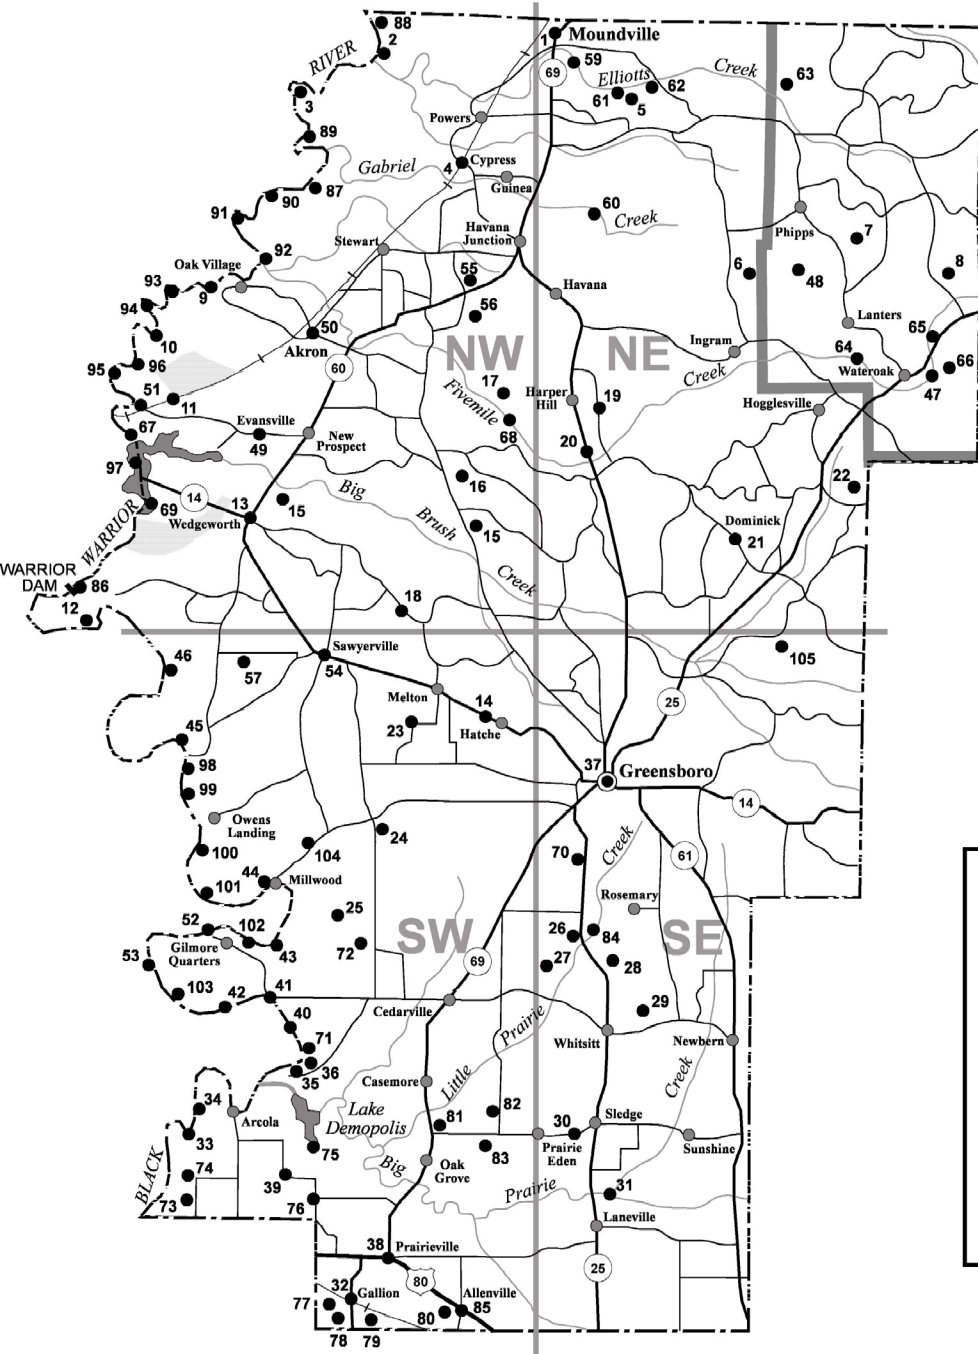 88
2
RIVER
1
Moundville
59
69
Elliotts
Creek
62
63
61
5
3
Powers
89
Gabriel
4
Cypress
Guinea
87
90
60
Creek
91
Havana
Junction
Stewart
Phipps
7
92
Oak Village
55
6
48
8
93
9
Havana
94
56
Lanters
50
65
10
Akron
NW
NE
Ingram
64
Wateroak
66
96
95
60
Creek
17
Fivemile
Harper
Hill
19
47
51
11
Hogglesville
Evansville
67
New
Prospect
68
20
49
97
16
22
14
Big
13
15
69
Wedgeworth
Brush
15
Dominick
21
WARRIOR
WARRIOR
DAM
86
Creek
12
18
Sawyerville
105
46
57
54
Melton
14
25
23
Hatche
45
37
Greensboro
98
99
14
Owens
Landing
24
Creek
100
104
70
61
44
Millwood
101
Rosemary
25
52
102
SW
26
84
SE
Gilmore
Quarters
43
72
53
69
27
28
103
42
41
29
Cedarville
Prairie
40
Whitsitt
Newbern
71
36
35
Casemore
Little
Creek
34
Arcola
Lake
Demopolis
82
81
Sledge
30
33
75
83
Prairie
Eden
Sunshine
BLACK
74
Big
Oak
Grove
39
73
76
Prairie
31
Laneville
38
Prairieville
25
80
32
Gallion
Allenville
77
80
85
78
79